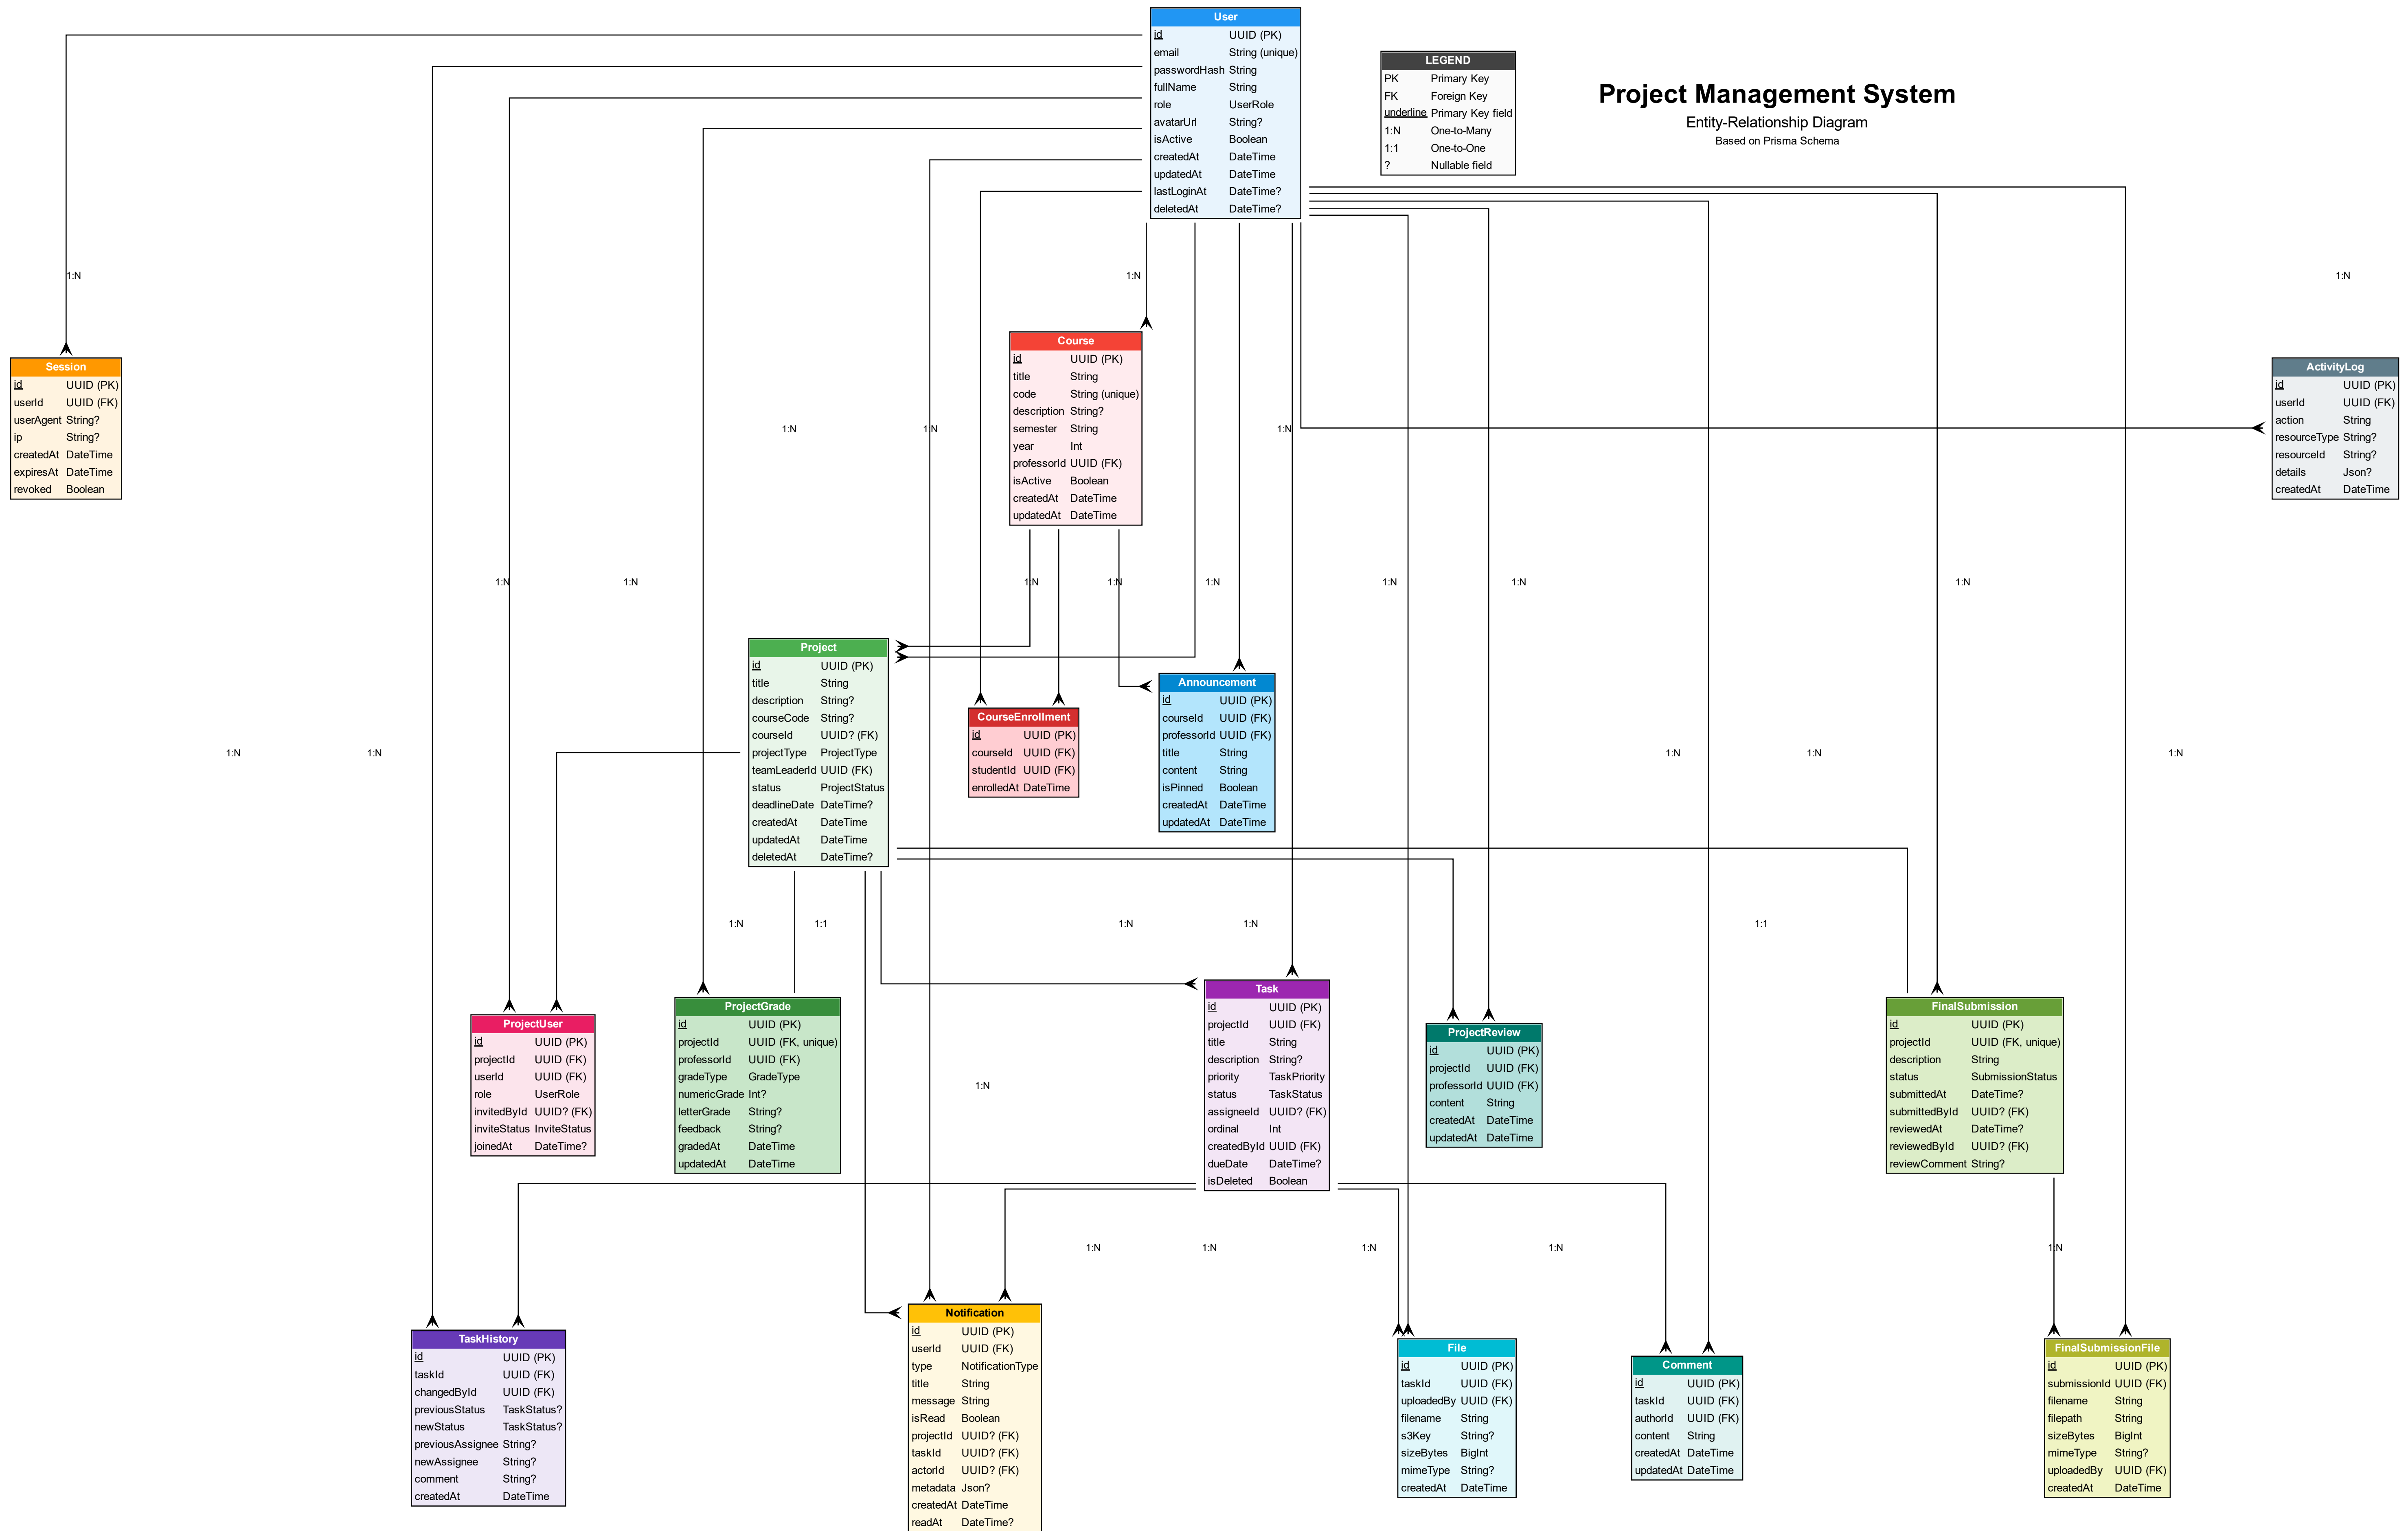 User
id UUID (PK)
email String (unique)
passwordHash String
fullName String
role UserRole
avatarUrl String?
isActive Boolean
createdAt DateTime
updatedAt DateTime
lastLoginAt DateTime?
deletedAt DateTime?
LEGEND
PK Primary Key
FK Foreign Key
underline Primary Key field
1:N One-to-Many
1:1 One-to-One
? Nullable field
Project Management System
Entity-Relationship Diagram
Based on Prisma Schema
1:N
1:N
1:N
Session
id UUID (PK)
userId UUID (FK)
userAgent String?
ip String?
createdAt DateTime
expiresAt DateTime
revoked Boolean
Course
id UUID (PK)
title String
code String (unique)
description String?
semester String
year Int
professorId UUID (FK)
isActive Boolean
createdAt DateTime
updatedAt DateTime
ActivityLog
id UUID (PK)
userId UUID (FK)
action String
resourceType String?
resourceId String?
details Json?
createdAt DateTime
1:N
1:N
1:N
1:N
1:N
1:N
1:N
1:N
1:N
1:N
1:N
Project
id UUID (PK)
title String
description String?
courseCode String?
courseId UUID? (FK)
projectType ProjectType
teamLeaderId UUID (FK)
status ProjectStatus
deadlineDate DateTime?
createdAt DateTime
updatedAt DateTime
deletedAt DateTime?
CourseEnrollment
id UUID (PK)
courseId UUID (FK)
studentId UUID (FK)
enrolledAt DateTime
Announcement
id UUID (PK)
courseId UUID (FK)
professorId UUID (FK)
title String
content String
isPinned Boolean
createdAt DateTime
updatedAt DateTime
1:N
1:N
1:N
1:N
1:N
1:N
1:1
1:N
1:N
1:1
ProjectUser
id UUID (PK)
projectId UUID (FK)
userId UUID (FK)
role UserRole
invitedById UUID? (FK)
inviteStatus InviteStatus
joinedAt DateTime?
ProjectGrade
id UUID (PK)
projectId UUID (FK, unique)
professorId UUID (FK)
gradeType GradeType
numericGrade Int?
letterGrade String?
feedback String?
gradedAt DateTime
updatedAt DateTime
1:N
Task
id UUID (PK)
projectId UUID (FK)
title String
description String?
priority TaskPriority
status TaskStatus
assigneeId UUID? (FK)
ordinal Int
createdById UUID (FK)
dueDate DateTime?
isDeleted Boolean
ProjectReview
id UUID (PK)
projectId UUID (FK)
professorId UUID (FK)
content String
createdAt DateTime
updatedAt DateTime
FinalSubmission
id UUID (PK)
projectId UUID (FK, unique)
description String
status SubmissionStatus
submittedAt DateTime?
submittedById UUID? (FK)
reviewedAt DateTime?
reviewedById UUID? (FK)
reviewComment String?
1:N
1:N
1:N
1:N
1:N
TaskHistory
id UUID (PK)
taskId UUID (FK)
changedById UUID (FK)
previousStatus TaskStatus?
newStatus TaskStatus?
previousAssignee String?
newAssignee String?
comment String?
createdAt DateTime
Notification
id UUID (PK)
userId UUID (FK)
type NotificationType
title String
message String
isRead Boolean
projectId UUID? (FK)
taskId UUID? (FK)
actorId UUID? (FK)
metadata Json?
createdAt DateTime
readAt DateTime?
File
id UUID (PK)
taskId UUID (FK)
uploadedBy UUID (FK)
filename String
s3Key String?
sizeBytes BigInt
mimeType String?
createdAt DateTime
Comment
id UUID (PK)
taskId UUID (FK)
authorId UUID (FK)
content String
createdAt DateTime
updatedAt DateTime
FinalSubmissionFile
id UUID (PK)
submissionId UUID (FK)
filename String
filepath String
sizeBytes BigInt
mimeType String?
uploadedBy UUID (FK)
createdAt DateTime